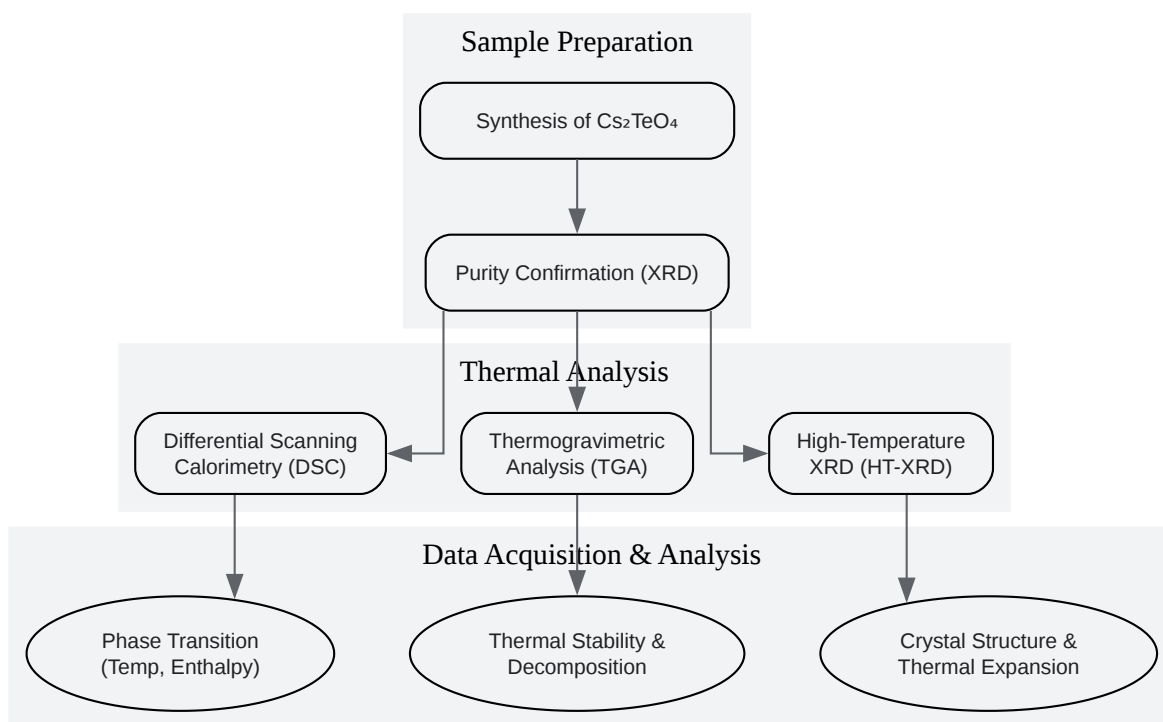 Sample Preparation
Synthesis of Cs₂TeO₄
Purity Confirmation (XRD)
Thermal Analysis
Differential Scanning
Calorimetry (DSC)
Thermogravimetric
Analysis (TGA)
High-Temperature
XRD (HT-XRD)
Data Acquisition & Analysis
Phase Transition
(Temp, Enthalpy)
Thermal Stability &
Decomposition
Crystal Structure &
Thermal Expansion